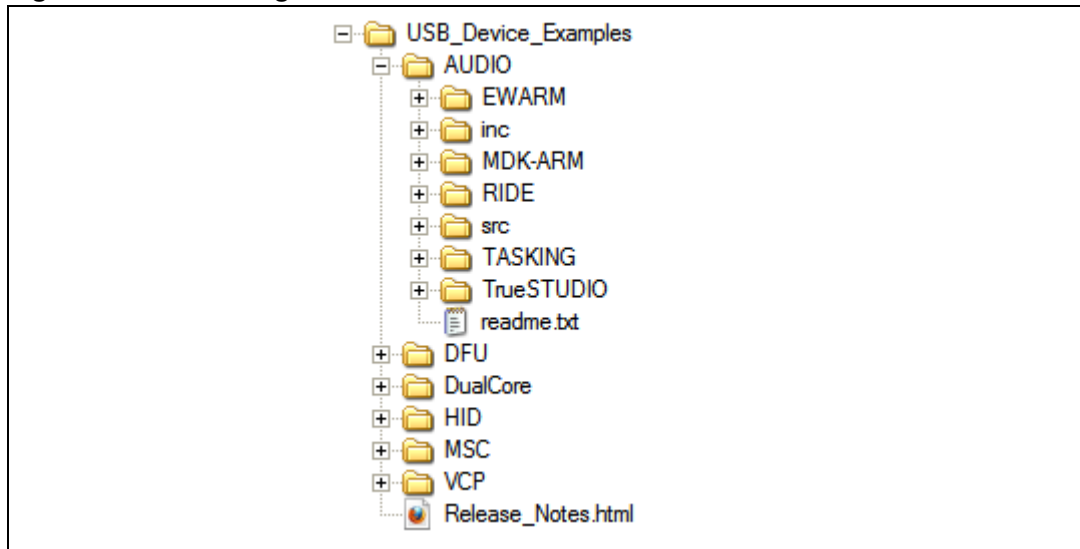 USB_Device_Examples
AUDIO
EWARM
inc
MDK-ARM
RIDE
src
TASKING
TrueSTUDIO
readme.txt
DFU
DualCore
HID
MSC
VCP
Release_Notes.html